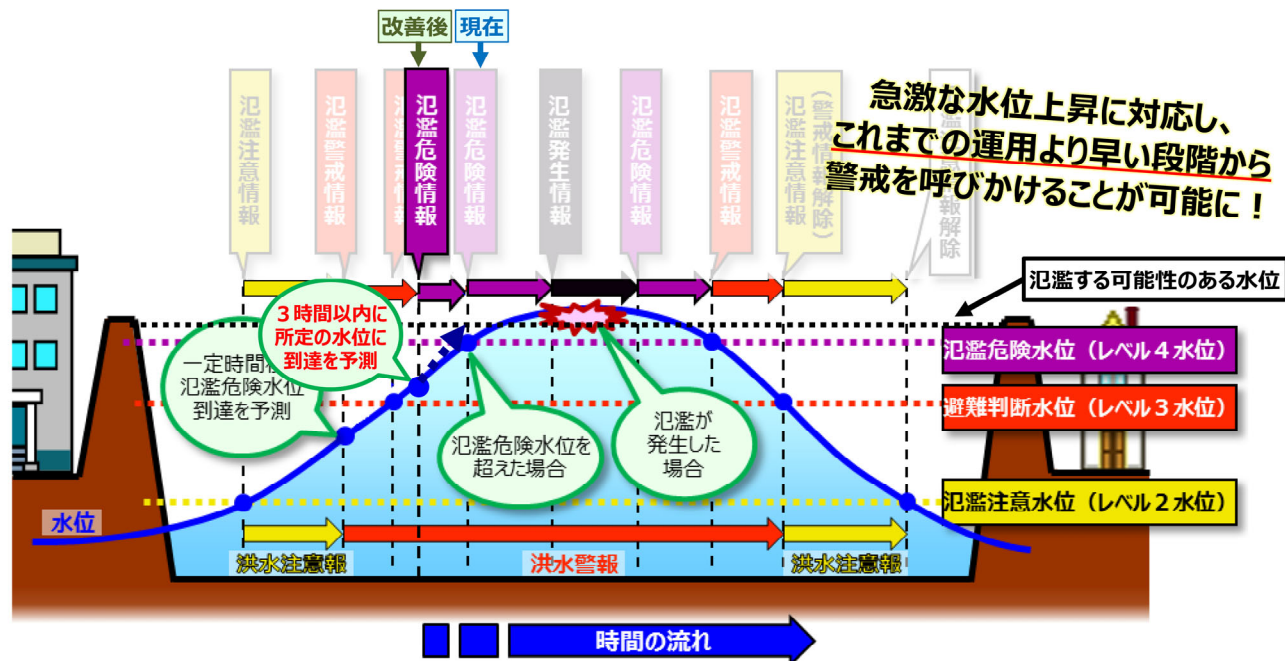 改善後
現在
氾濫注意情報
氾濫警戒情報
氾濫危険情報
氾濫危険情報
氾濫発生情報
氾濫危険情報
氾濫警戒情報
氾濫注意情報
（警戒情報解除）
急激な水位上昇に対応し、
これまでの運用より早い段階から
警戒を呼びかけることが可能に！
氾濫する可能性のある水位
3時間以内に
所定の水位に
到達を予測
一定時間
氾濫危険水位
到達を予測
氾濫危険水位を
超えた場合
氾濫が
発生した
場合
氾濫危険水位（レベル４水位）
避難判断水位（レベル３水位）
氾濫注意水位（レベル２水位）
水位
洪水注意報
洪水警報
洪水注意報
時間の流れ